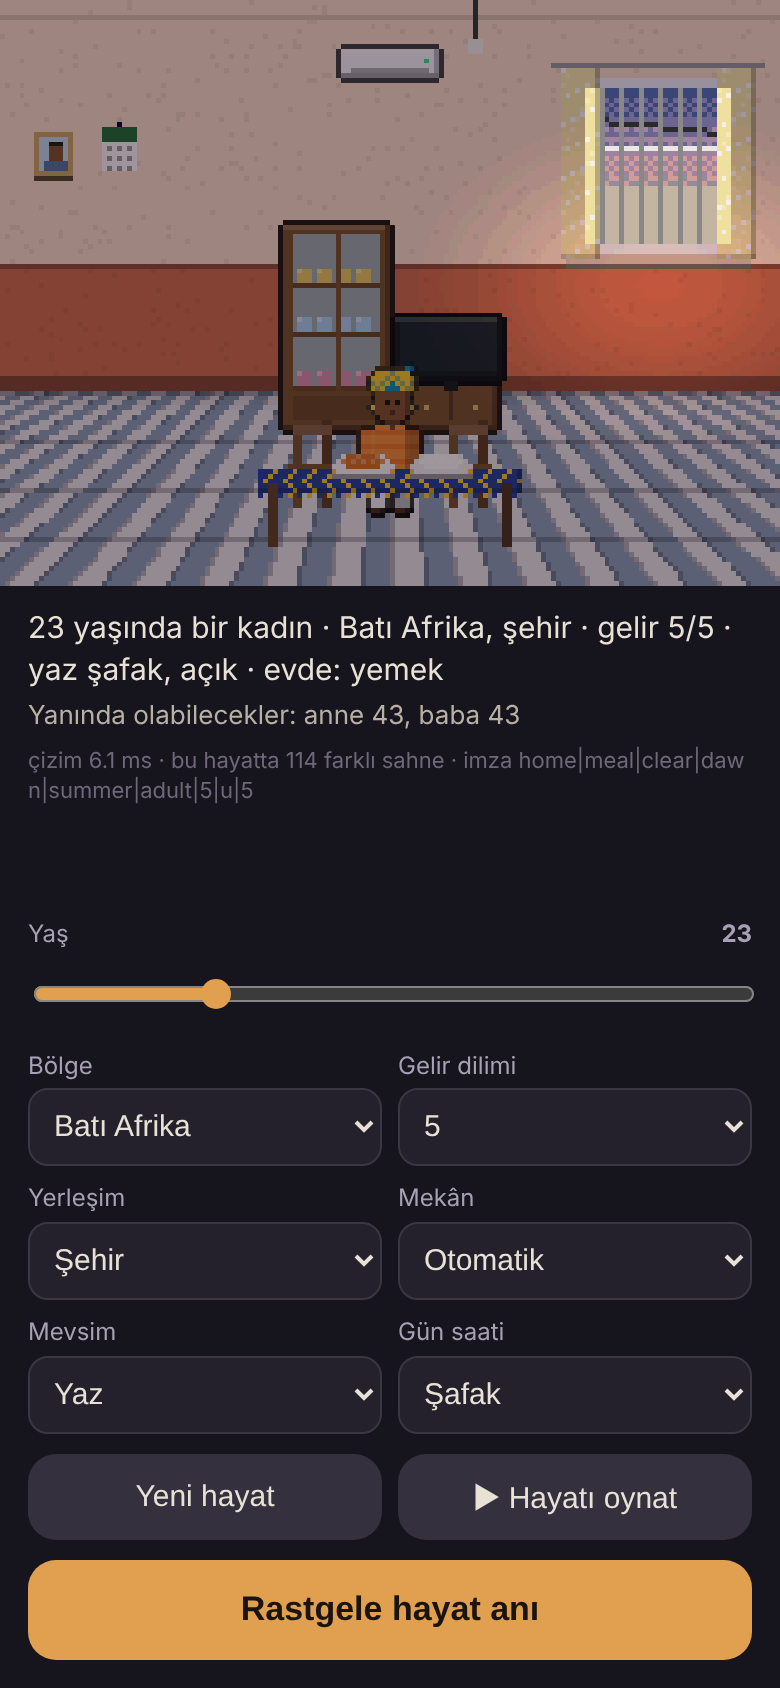 23 yaşında bir kadın · Batı Afrika, şehir · gelir 5/5 ·
yaz şafak, açık · evde: yemek
Yanında olabilecekler: anne 43, baba 43
çizim 6.1 ms · bu hayatta 114 farklı sahne · imza home|meal|clear|daw
n|summer|adult|5|u|5
Yaş 23
Bölge Gelir dilimi
Batı Afrika 5
Yerleşim Mekân
Şehir Otomatik
Mevsim Gün saati
Yaz Şafak
Yeni hayat ▶ Hayatı oynat
Rastgele hayat anı